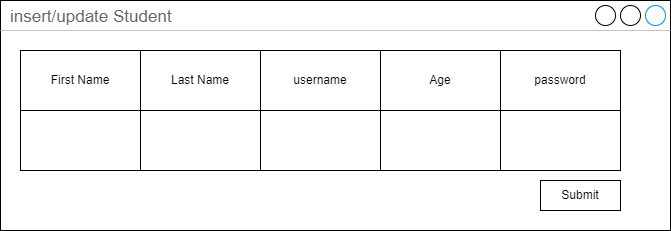 insert/update Student
First Name Last Name username Age password
Submit